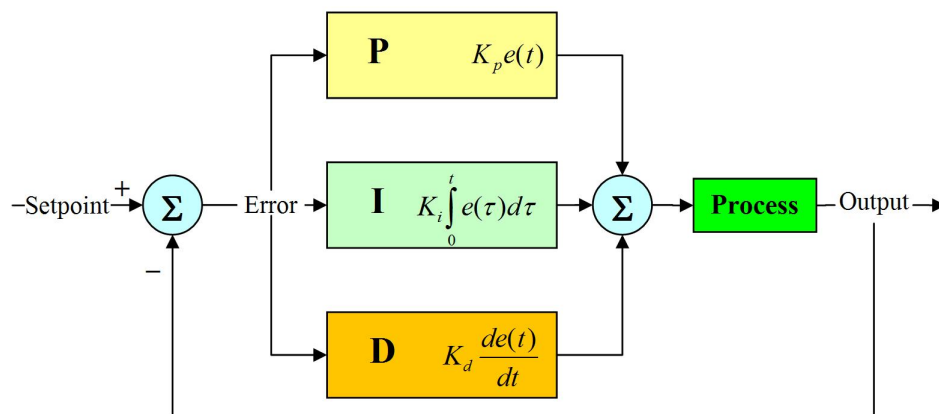 P K_p e(t)
Setpoint + Σ Error I K_i ∫_0^t e(τ)dτ Σ Process Output
−
D K_d de(t)/dt